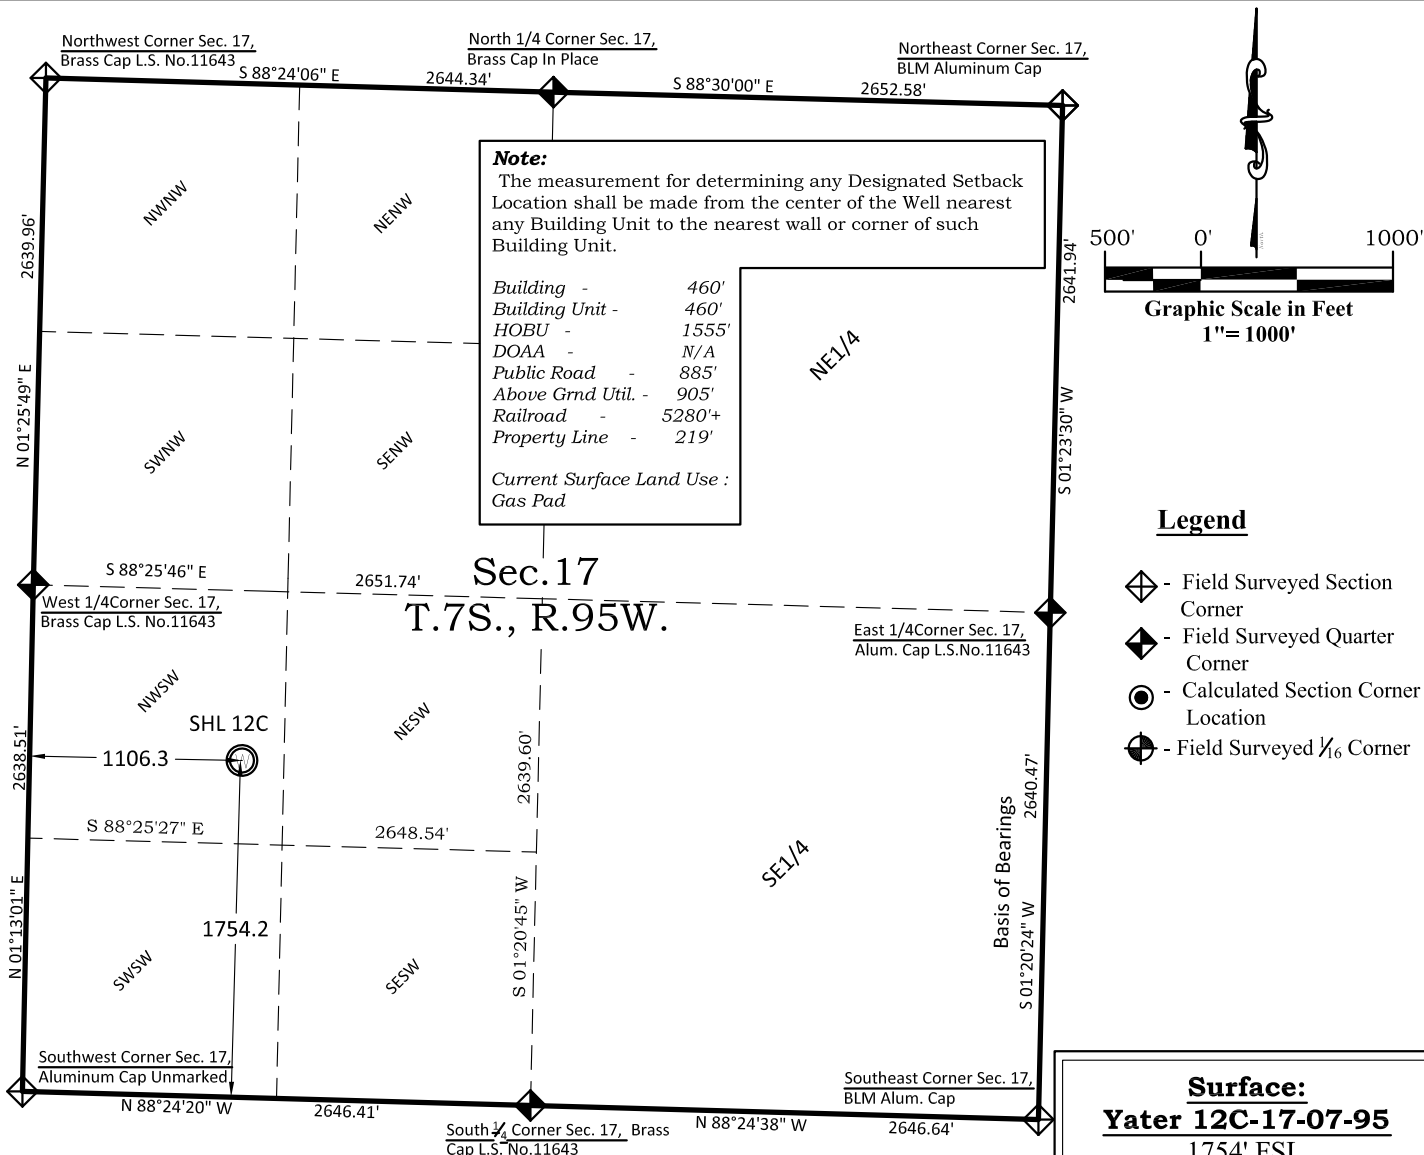 Northwest Corner Sec. 17,
Brass Cap L.S. No.11643
S 88°24'06" E
2644.34'
North 1/4 Corner Sec. 17,
Brass Cap In Place
S 88°30'00" E
2652.58'
Northeast Corner Sec. 17,
BLM Aluminum Cap
500'
0'
1000'
Graphic Scale in Feet
1"= 1000'
2639.96'
N 01°25'49" E
NWNW
NENW
SWNW
SENW
Note:
The measurement for determining any Designated Setback
Location shall be made from the center of the Well nearest
any Building Unit to the nearest wall or corner of such
Building Unit.
Building - 460'
Building Unit - 460'
HOBU - 1555'
DOAA - N/A
Public Road - 885'
Above Grnd Util. - 905'
Railroad - 5280'+
Property Line - 219'
Current Surface Land Use :
Gas Pad
NE1/4
2641.94'
S 01°23'30" W
S 88°25'46" E
2651.74'
Sec.17
T.7S., R.95W.
West 1/4Corner Sec. 17,
Brass Cap L.S. No.11643
East 1/4Corner Sec. 17,
Alum. Cap L.S.No.11643
Legend
- Field Surveyed Section
Corner
- Field Surveyed Quarter
Corner
- Calculated Section Corner
Location
- Field Surveyed 1/16 Corner
NWSW
NESW
SHL 12C
1106.3
2638.51'
N 01°13'01" E
2639.60'
S 01°20'45" W
S 88°25'27" E
2648.54'
1754.2
SWSW
SESW
SE1/4
Basis of Bearings
2640.47'
S 01°20'24" W
Southwest Corner Sec. 17,
Aluminum Cap Unmarked
N 88°24'20" W
2646.41'
South 1/4 Corner Sec. 17, Brass
Cap L.S. No.11643
N 88°24'38" W
2646.64'
Southeast Corner Sec. 17,
BLM Alum. Cap
Surface:
Yater 12C-17-07-95
1754' FSL